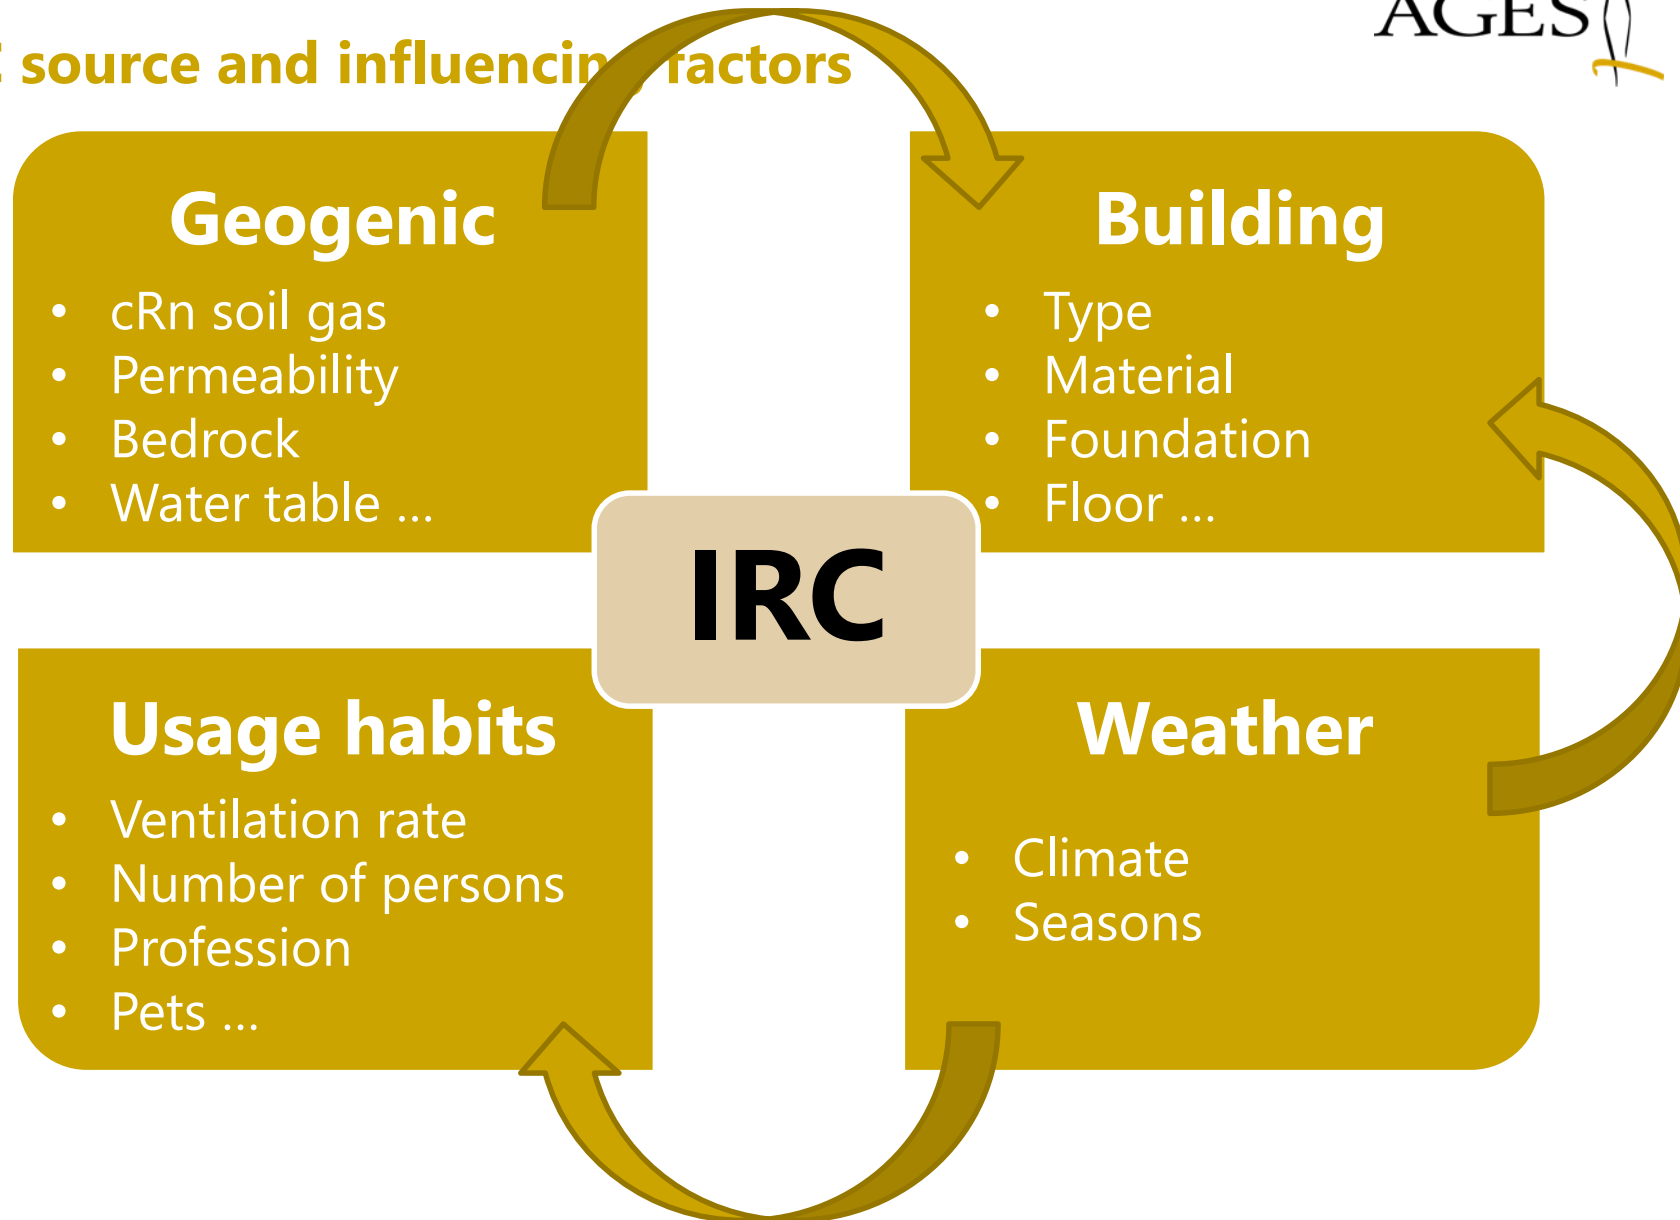 source and influencing factors
AGES
Geogenic
• cRn soil gas
• Permeability
• Bedrock
• Water table ...
Building
• Type
• Material
• Foundation
• Floor ...
IRC
Usage habits
• Ventilation rate
• Number of persons
• Profession
• Pets ...
Weather
• Climate
• Seasons